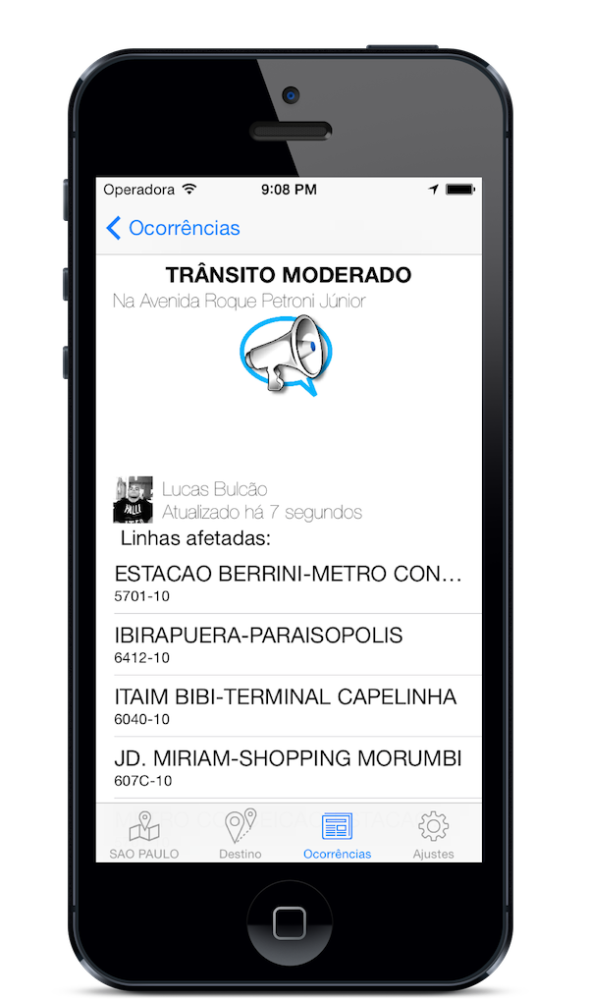 Operadora
9:08 PM
Ocorrências
TRÂNSITO MODERADO
Na Avenida Roque Petroni Júnior
Lucas Bulcão
Atualizado há 7 segundos
Linhas afetadas:
ESTACAO BERRINI-METRO CON…
5701-10
IBIRAPUERA-PARAISOPOLIS
6412-10
ITAIM BIBI-TERMINAL CAPELINHA
6040-10
JD. MIRIAM-SHOPPING MORUMBI
607C-10
SAO PAULO
Destino
Ocorrências
Ajustes